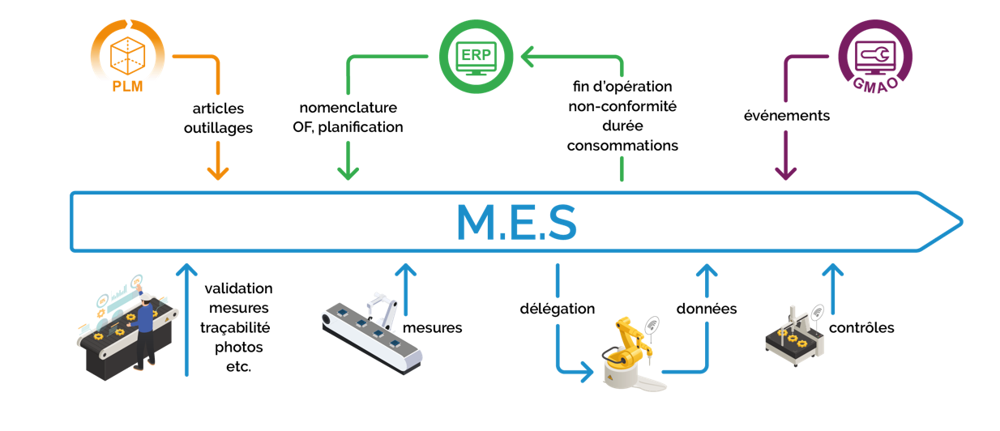 PLM
articles
outillages
nomenclature
OF, planification
ERP
fin d'opération
non-conformité
durée
consommations
GMAO
événements
M.E.S
validation
mesures
traçabilité
photos
etc.
mesures
délégation
données
contrôles